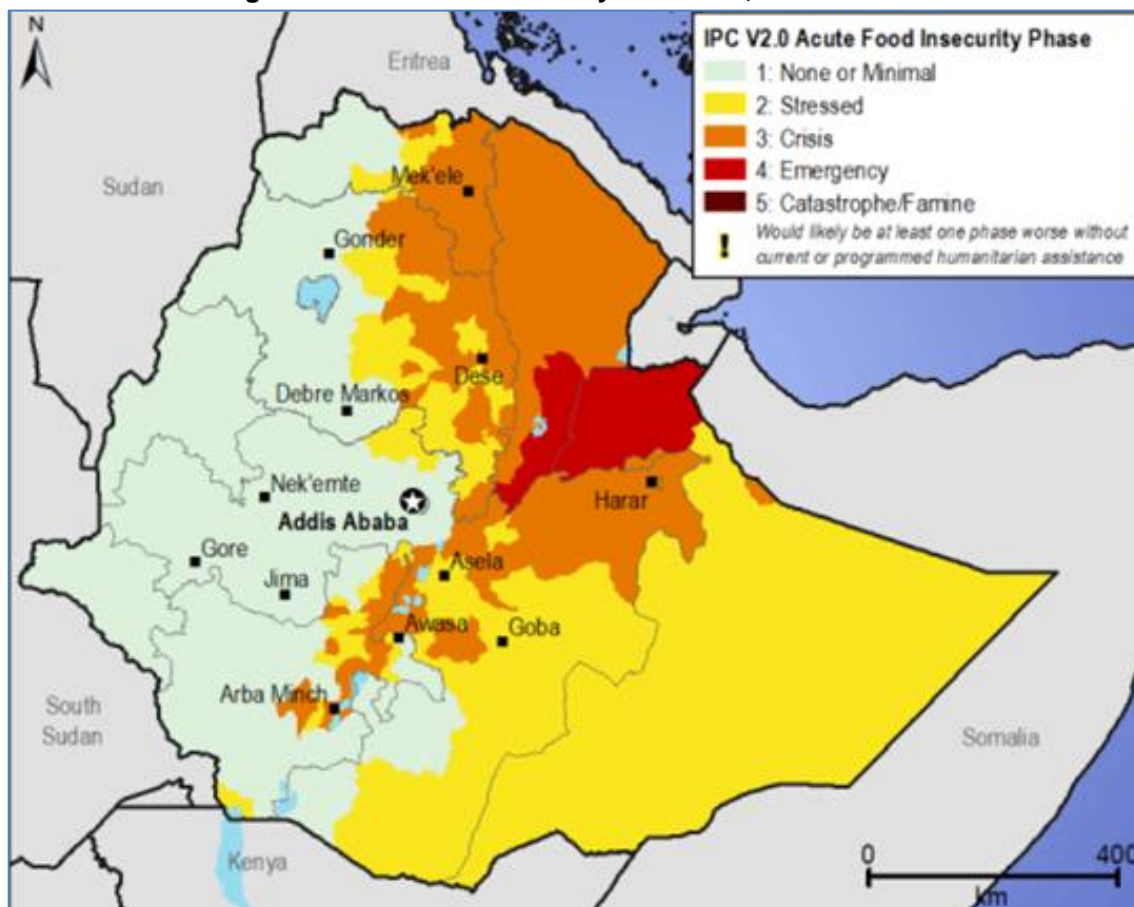 N
Eritrea
IPC V2.0 Acute Food Insecurity Phase
1: None or Minimal
2: Stressed
3: Crisis
4: Emergency
5: Catastrophe/Famine
! Would likely be at least one phase worse without
current or programmed humanitarian assistance
Sudan
Mek'ele
Gonder
Dese
Debre Markos
Nek'emte
Harar
Addis Ababa
Gore
Asela
Jima
Awasa
Goba
Arba Minch
South
Sudan
Somalia
Kenya
0 400
km